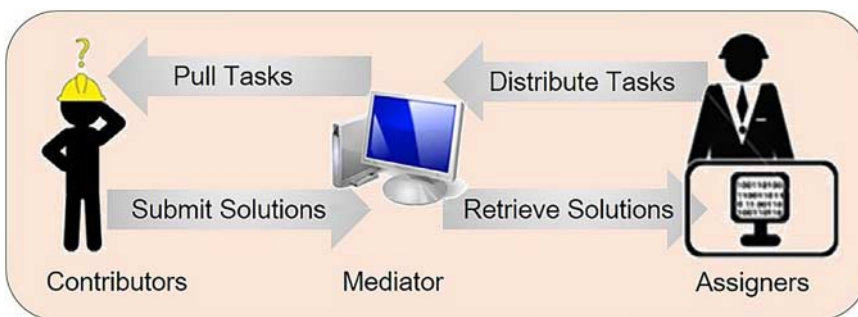 ?
Pull Tasks
Distribute Tasks
Submit Solutions
Retrieve Solutions
Contributors
Mediator
Assigners